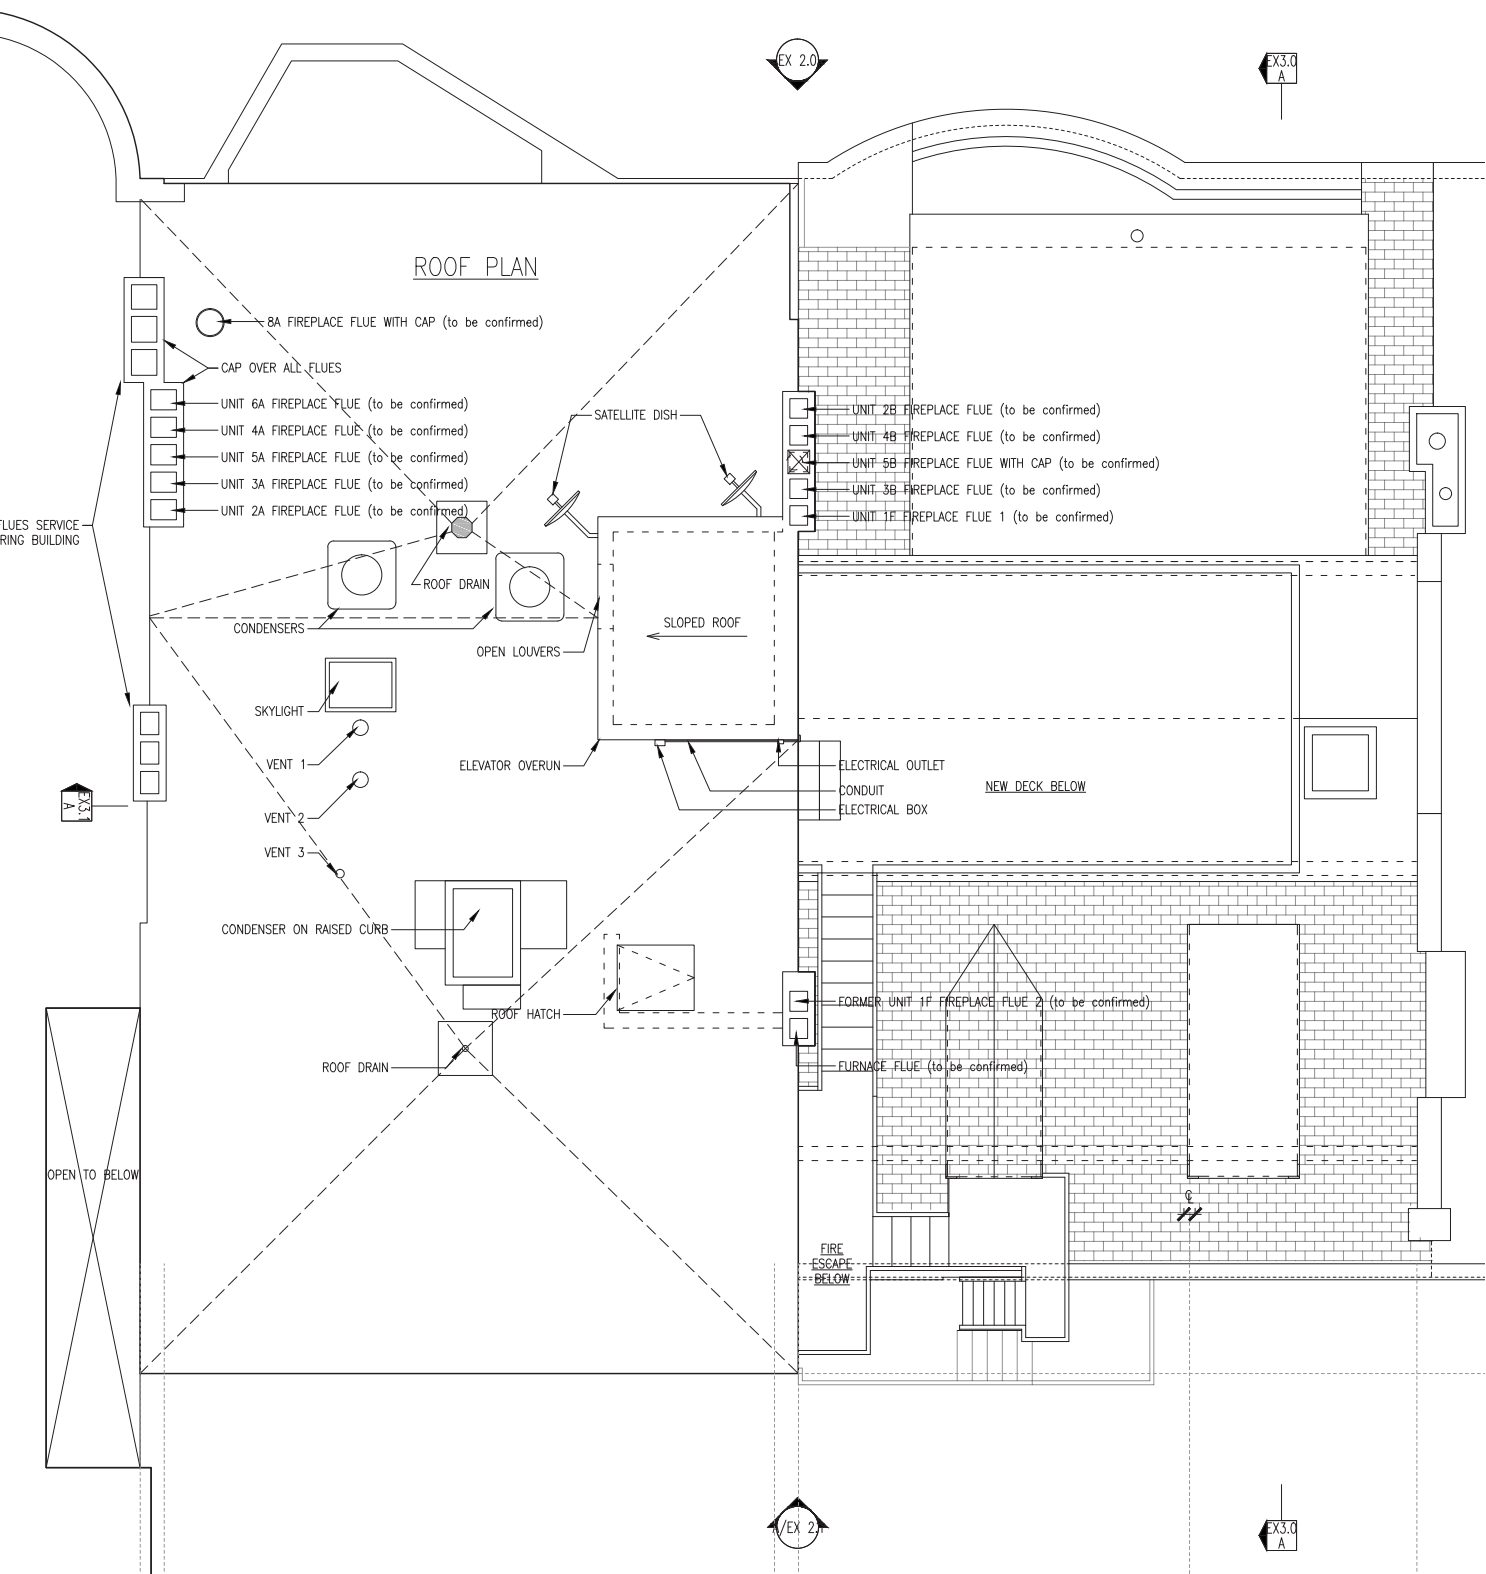 EX 2.0
EX3.0
A
ROOF PLAN
8A FIREPLACE FLUE WITH CAP (to be confirmed)
CAP OVER ALL FLUES
UNIT 6A FIREPLACE FLUE (to be confirmed)
UNIT 4A FIREPLACE FLUE (to be confirmed)
UNIT 5A FIREPLACE FLUE (to be confirmed)
UNIT 3A FIREPLACE FLUE (to be confirmed)
UNIT 2A FIREPLACE FLUE (to be confirmed)
SATELLITE DISH
UNIT 2B FIREPLACE FLUE (to be confirmed)
UNIT 4B FIREPLACE FLUE (to be confirmed)
UNIT 5B FIREPLACE FLUE WITH CAP (to be confirmed)
UNIT 3B FIREPLACE FLUE (to be confirmed)
UNIT 1F FIREPLACE FLUE 1 (to be confirmed)
FLUES SERVICE
RING BUILDING
ROOF DRAIN
CONDENSERS
OPEN LOUVERS
SLOPED ROOF
SKYLIGHT
VENT 1
ELEVATOR OVERUN
ELECTRICAL OUTLET
CONDUIT
ELECTRICAL BOX
NEW DECK BELOW
EX3.1
A
VENT 2
VENT 3
CONDENSER ON RAISED CURB
ROOF HATCH
FORMER UNIT 1F FIREPLACE FLUE 2 (to be confirmed)
ROOF DRAIN
FURNACE FLUE (to be confirmed)
OPEN TO BELOW
FIRE
ESCAPE
BELOW
A/EX 2.1
EX3.0
A